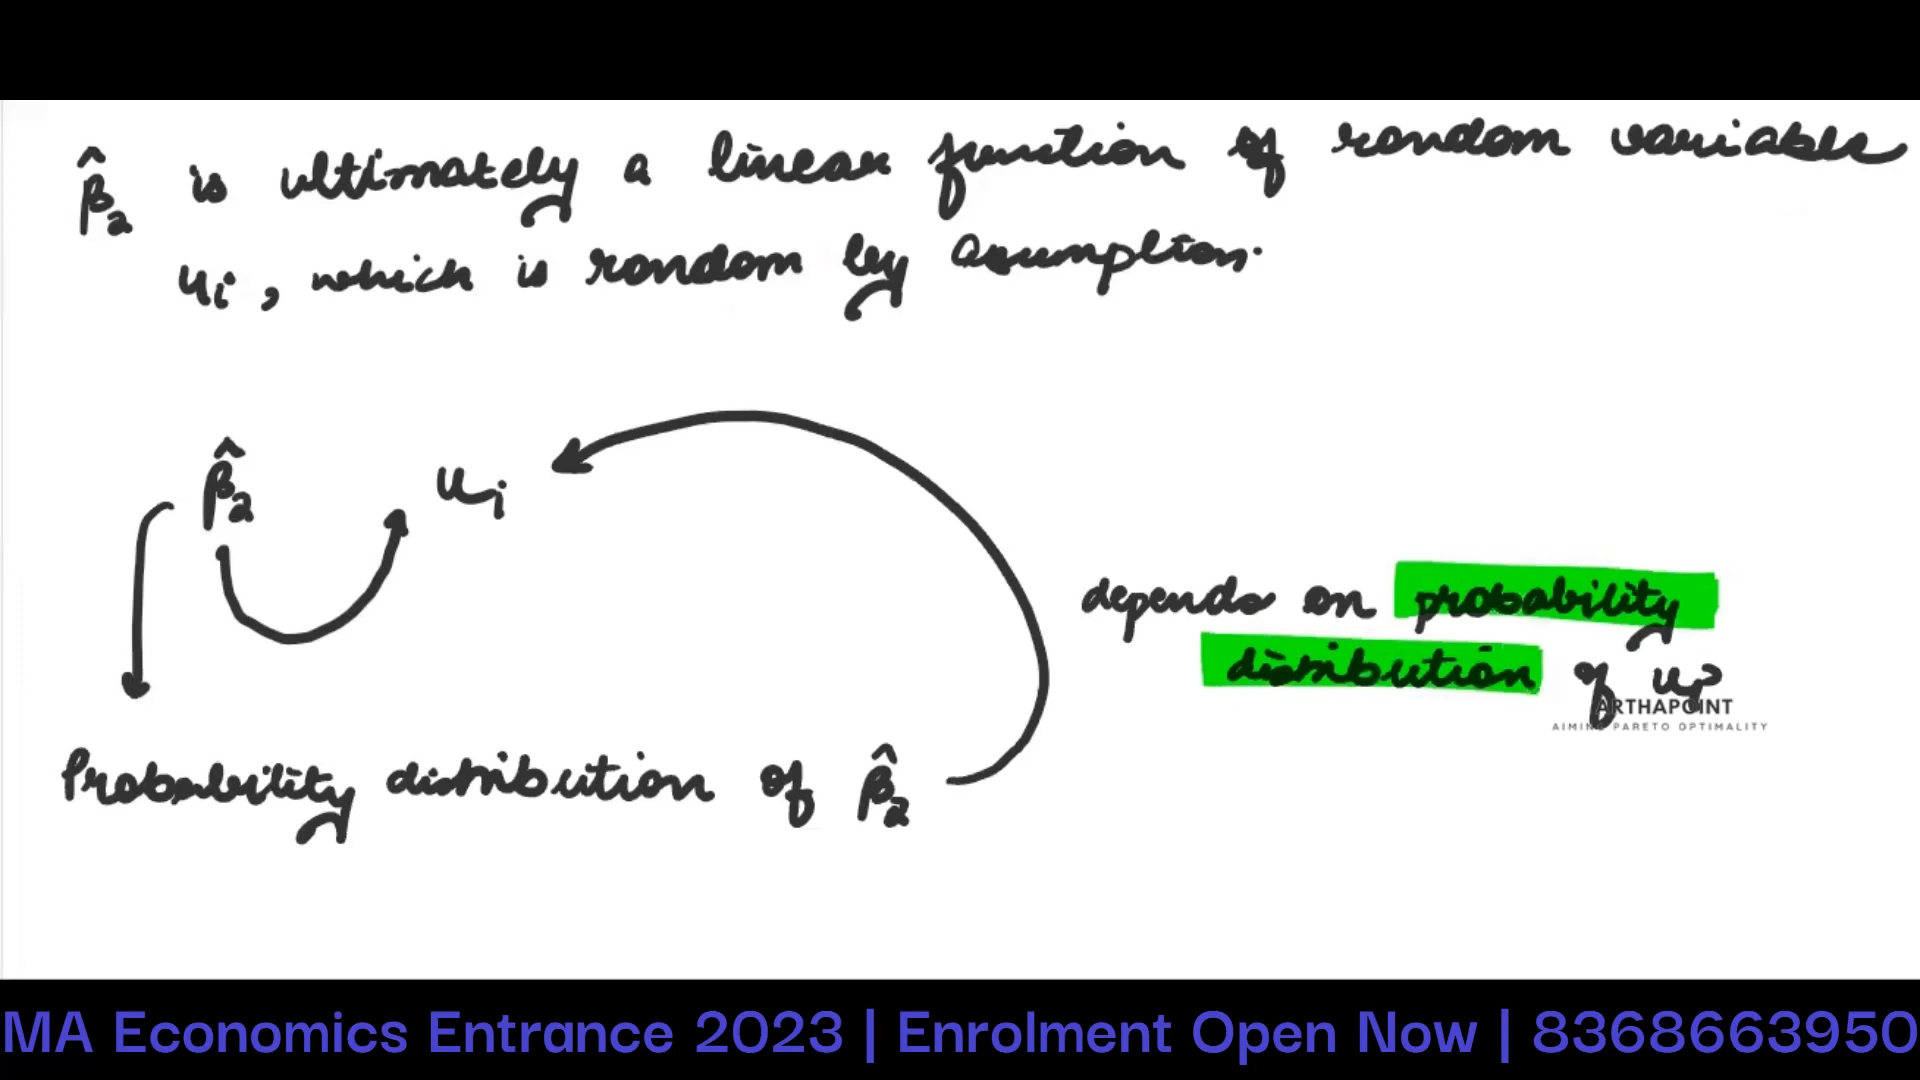 β̂₂ is ultimately a linear function of random variable
uᵢ, which is random by assumption.
β̂₂ uᵢ
depends on probability
distribution of uᵢ
ARTHAPOINT
AIMING PARETO OPTIMALITY
Probability distribution of β̂₂
MA Economics Entrance 2023 | Enrolment Open Now | 8368663950